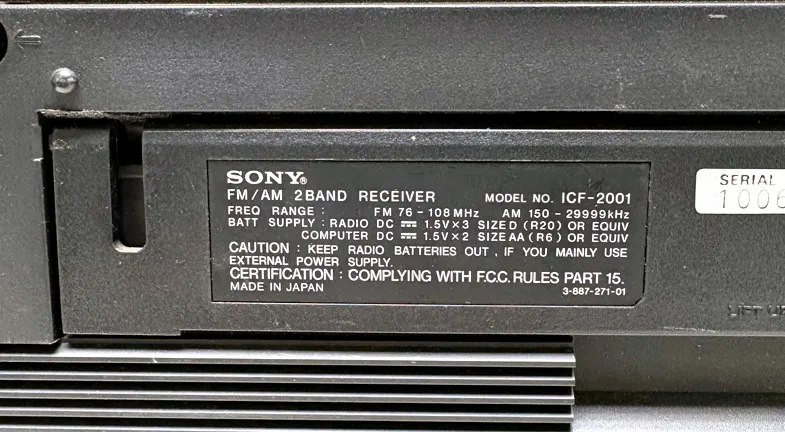 SONY®
FM/AM 2BAND RECEIVER MODEL NO. ICF-2001
FREQ RANGE : FM 76 - 108 MHz AM 150 - 29999kHz
BATT SUPPLY : RADIO DC ⎓ 1.5V×3 SIZE D (R20) OR EQUIV
COMPUTER DC ⎓ 1.5V×2 SIZE AA (R6) OR EQUIV
CAUTION : KEEP RADIO BATTERIES OUT, IF YOU MAINLY USE
EXTERNAL POWER SUPPLY.
CERTIFICATION : COMPLYING WITH F.C.C. RULES PART 15.
MADE IN JAPAN 3-887-271-01
SERIAL
1006
LIFT